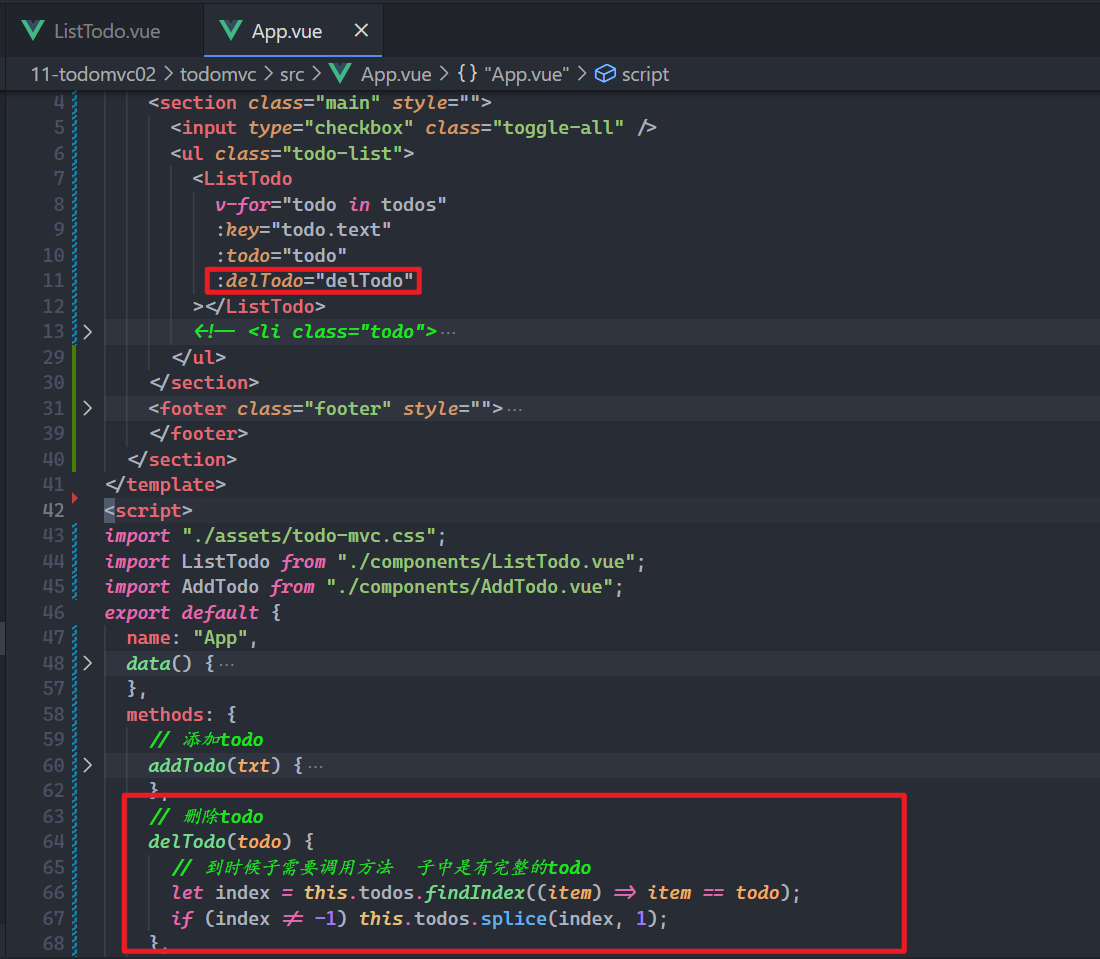 ListTodo.vue App.vue
11-todomvc02 > todomvc > src > App.vue > {} "App.vue" > script
4 <section class="main" style="">
5 <input type="checkbox" class="toggle-all" />
6 <ul class="todo-list">
7 <ListTodo
8 v-for="todo in todos"
9 :key="todo.text"
10 :todo="todo"
11 :delTodo="delTodo"
12 ></ListTodo>
13 <!-- <li class="todo">···
29 </ul>
30 </section>
31 <footer class="footer" style="">···
39 </footer>
40 </section>
41 </template>
42 <script>
43 import "./assets/todo-mvc.css";
44 import ListTodo from "./components/ListTodo.vue";
45 import AddTodo from "./components/AddTodo.vue";
46 export default {
47 name: "App",
48 data() {···
57 },
58 methods: {
59 // 添加todo
60 addTodo(txt) {···
62 },
63 // 删除todo
64 delTodo(todo) {
65 // 到时候子需要调用方法 子中是有完整的todo
66 let index = this.todos.findIndex((item) => item == todo);
67 if (index != -1) this.todos.splice(index, 1);
68 },